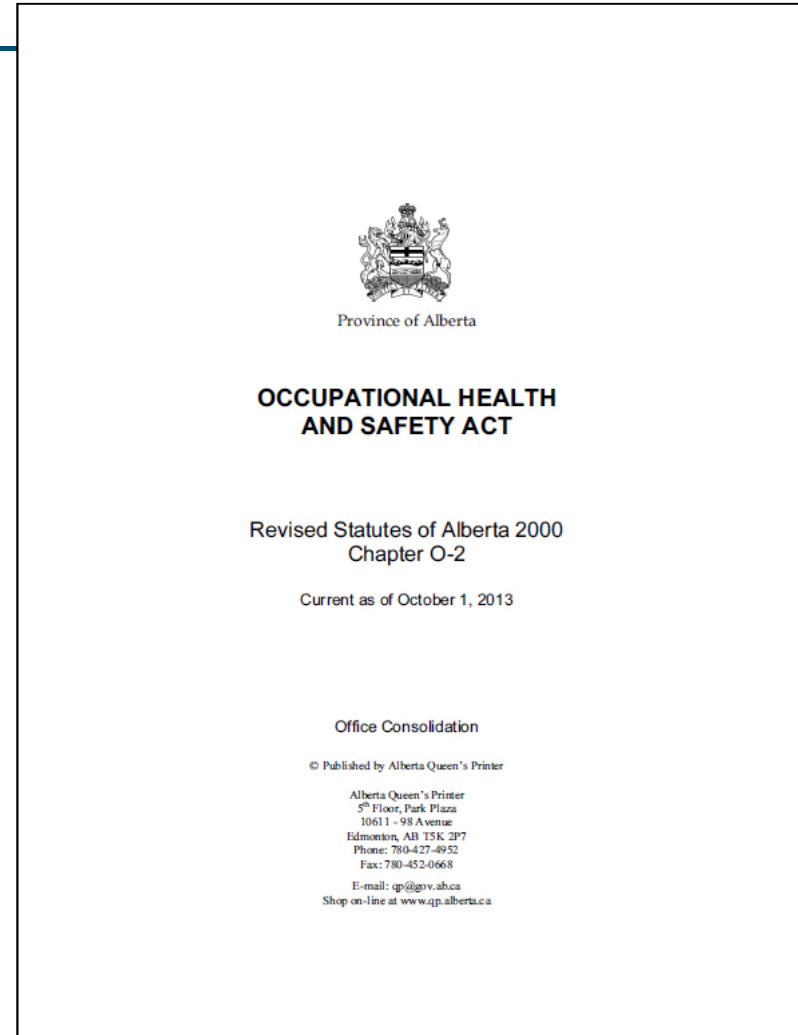 Province of Alberta
OCCUPATIONAL HEALTH
AND SAFETY ACT
Revised Statutes of Alberta 2000
Chapter O-2
Current as of October 1, 2013
Office Consolidation
© Published by Alberta Queen's Printer
Alberta Queen's Printer
5th Floor, Park Plaza
10611 - 98 Avenue
Edmonton, AB T5K 2P7
Phone: 780-427-4952
Fax: 780-452-0668
E-mail: qp@gov.ab.ca
Shop on-line at www.qp.alberta.ca